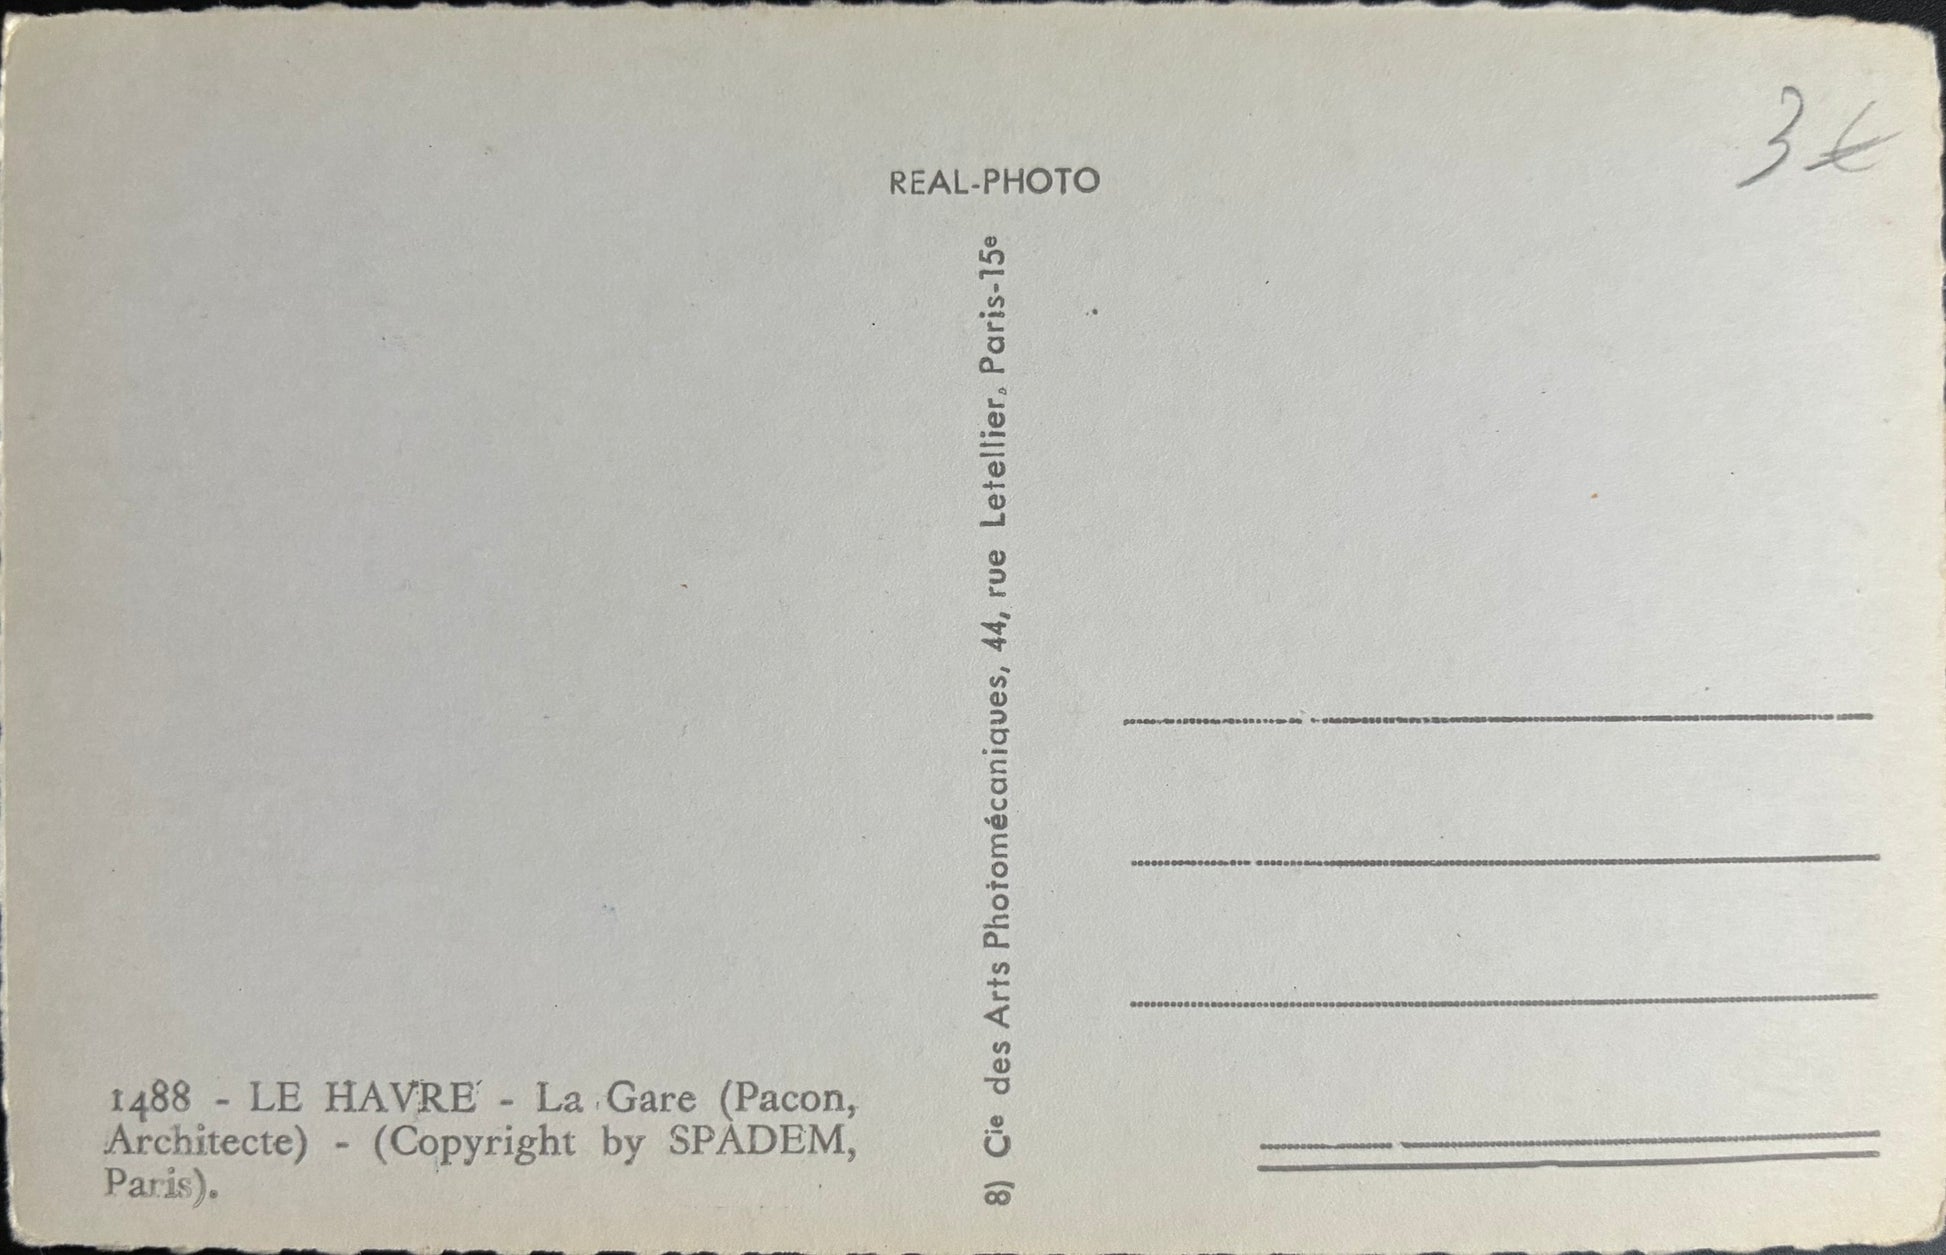 3 €
REAL-PHOTO
8) Cie des Arts Photomécaniques, 44, rue Letellier, Paris-15e
1488 - LE HAVRE - La Gare (Pacon,
Architecte) - (Copyright by SPADEM,
Paris).